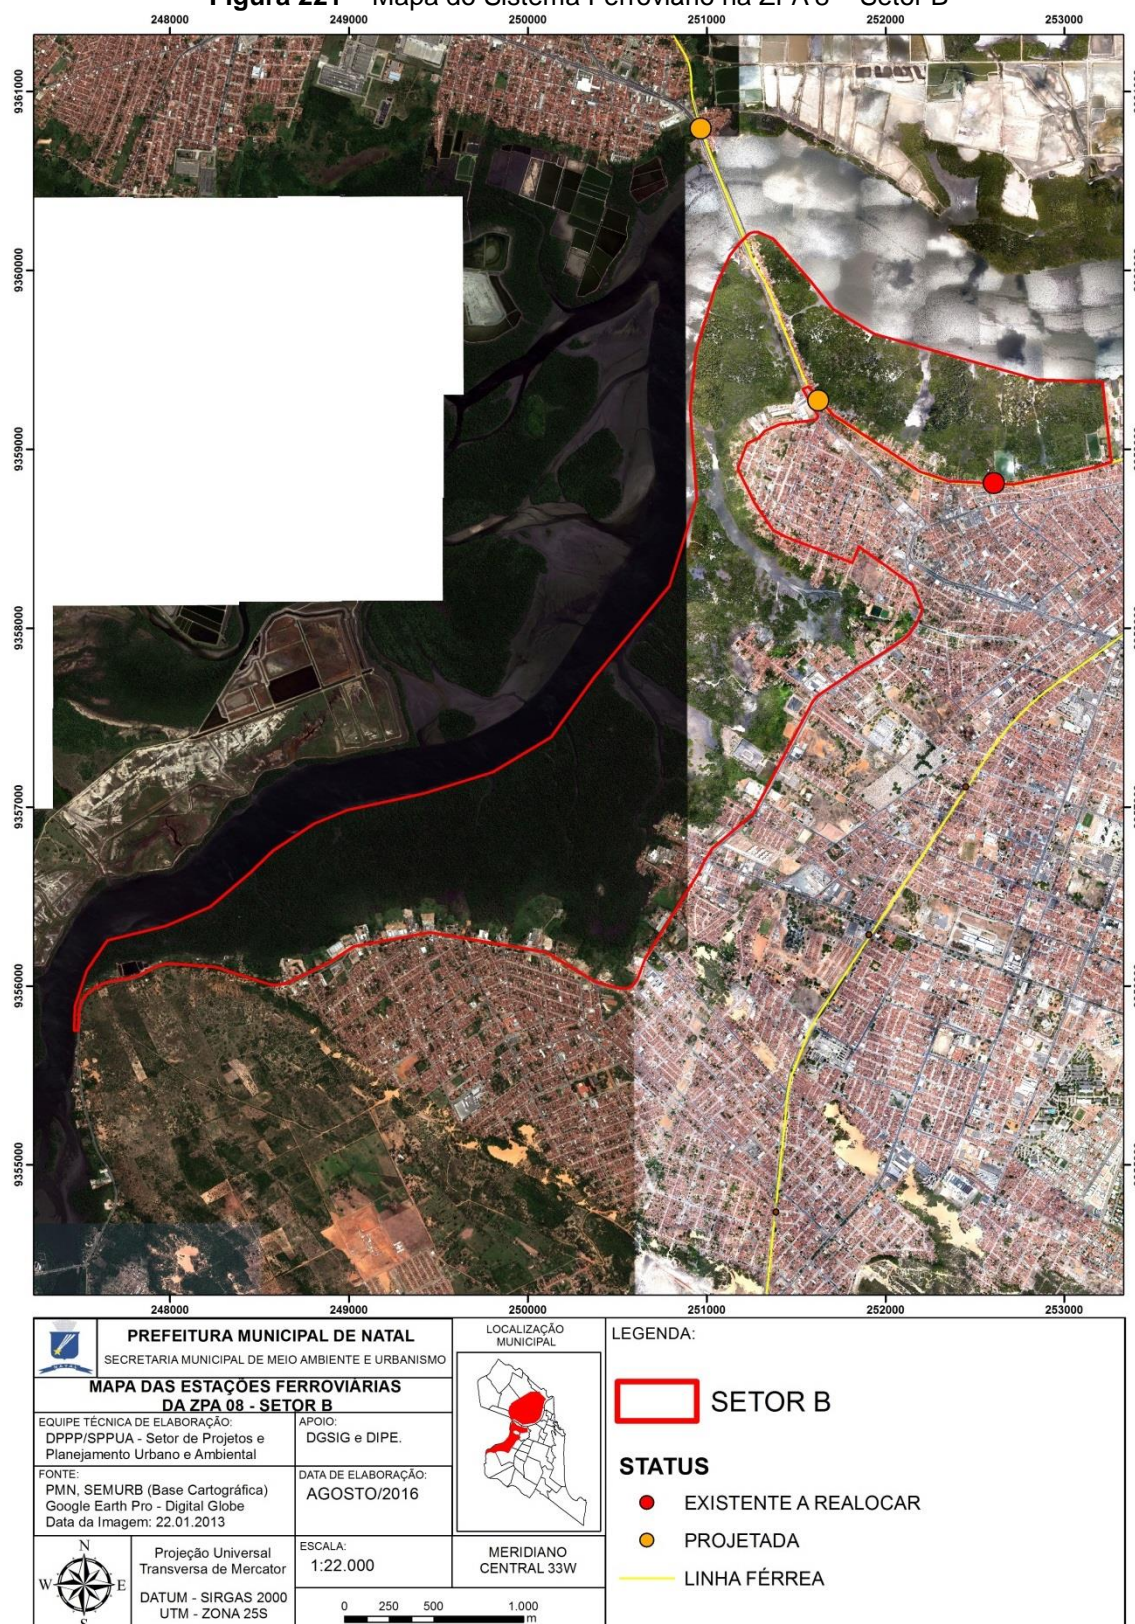 Figura 221 – Mapa do Sistema Ferroviário na ZPA 8 – Setor B
248000 249000 250000 251000 252000 253000
9361000
9360000
9359000
9358000
9357000
9356000
9355000
248000 249000 250000 251000 252000 253000
NATAL
PREFEITURA MUNICIPAL DE NATAL
SECRETARIA MUNICIPAL DE MEIO AMBIENTE E URBANISMO
MAPA DAS ESTAÇÕES FERROVIÁRIAS
DA ZPA 08 - SETOR B
EQUIPE TÉCNICA DE ELABORAÇÃO:
DPPP/SPPUA - Setor de Projetos e
Planejamento Urbano e Ambiental
APOIO:
DGSIG e DIPE.
FONTE:
PMN, SEMURB (Base Cartográfica)
Google Earth Pro - Digital Globe
Data da Imagem: 22.01.2013
DATA DE ELABORAÇÃO:
AGOSTO/2016
N
W E
S
Projeção Universal
Transversa de Mercator
DATUM - SIRGAS 2000
UTM - ZONA 25S
ESCALA:
1:22.000
0 250 500 1.000
m
LOCALIZAÇÃO
MUNICIPAL
MERIDIANO
CENTRAL 33W
LEGENDA:
SETOR B
STATUS
EXISTENTE A REALOCAR
PROJETADA
LINHA FÉRREA